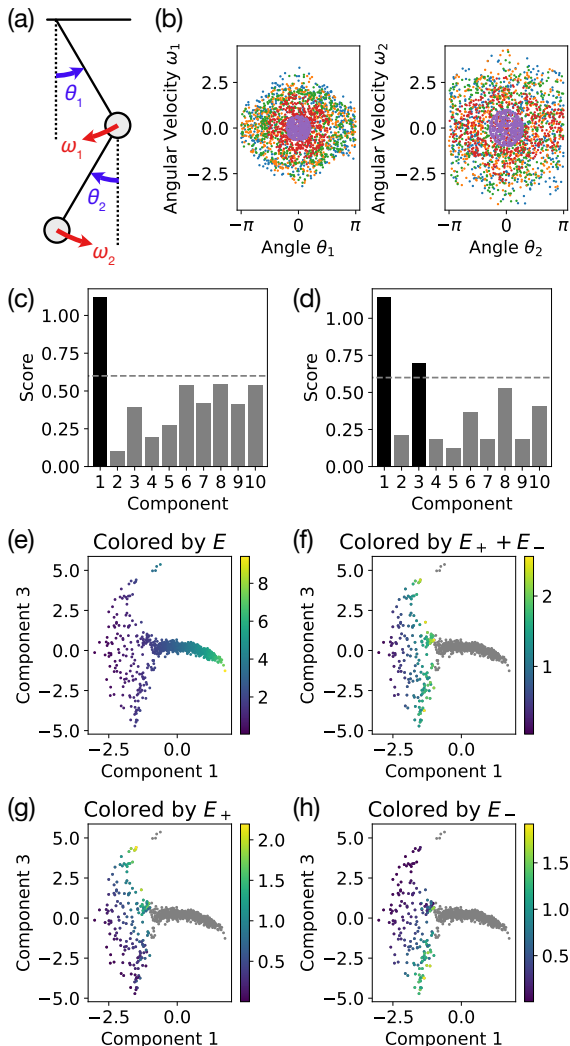 (a)
θ1
ω1
θ2
ω2
(b)
Angular Velocity ω1
2.5
0.0
−2.5
−π
0
π
Angle θ1
Angular Velocity ω2
2.5
0.0
−2.5
−π
0
π
Angle θ2
(c)
Score
1.00
0.75
0.50
0.25
0.00
1 2 3 4 5 6 7 8 9 10
Component
(d)
Score
1.00
0.75
0.50
0.25
0.00
1 2 3 4 5 6 7 8 9 10
Component
(e)
Colored by E
Component 3
5.0
2.5
0.0
−2.5
−5.0
−2.5 0.0
Component 1
8
6
4
2
(f)
Colored by E+ + E−
Component 3
5.0
2.5
0.0
−2.5
−5.0
−2.5 0.0
Component 1
2
1
(g)
Colored by E+
Component 3
5.0
2.5
0.0
−2.5
−5.0
−2.5 0.0
Component 1
2.0
1.5
1.0
0.5
(h)
Colored by E−
Component 3
5.0
2.5
0.0
−2.5
−5.0
−2.5 0.0
Component 1
1.5
1.0
0.5